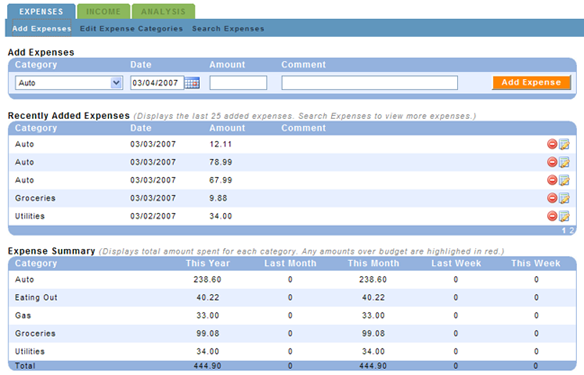 EXPENSES INCOME ANALYSIS
Add Expenses Edit Expense Categories Search Expenses
Add Expenses
Category Date Amount Comment
Auto 03/04/2007 Add Expense
Recently Added Expenses (Displays the last 25 added expenses. Search Expenses to view more expenses.)
Category Date Amount Comment
Auto 03/03/2007 12.11
Auto 03/03/2007 78.99
Auto 03/03/2007 67.99
Groceries 03/03/2007 9.88
Utilities 03/02/2007 34.00
1 2
Expense Summary (Displays total amount spent for each category. Any amounts over budget are highlighed in red.)
Category This Year Last Month This Month Last Week This Week
Auto 238.60 0 238.60 0 0
Eating Out 40.22 0 40.22 0 0
Gas 33.00 0 33.00 0 0
Groceries 99.08 0 99.08 0 0
Utilities 34.00 0 34.00 0 0
Total 444.90 0 444.90 0 0